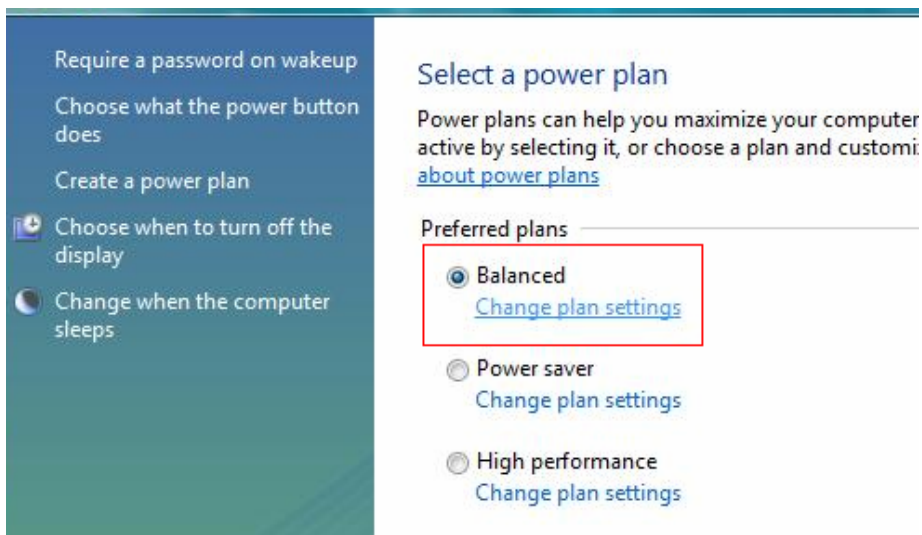 Require a password on wakeup
Choose what the power button
does
Create a power plan
Choose when to turn off the
display
Change when the computer
sleeps
Select a power plan
Power plans can help you maximize your computer
active by selecting it, or choose a plan and customi
about power plans
Preferred plans
Balanced
Change plan settings
Power saver
Change plan settings
High performance
Change plan settings